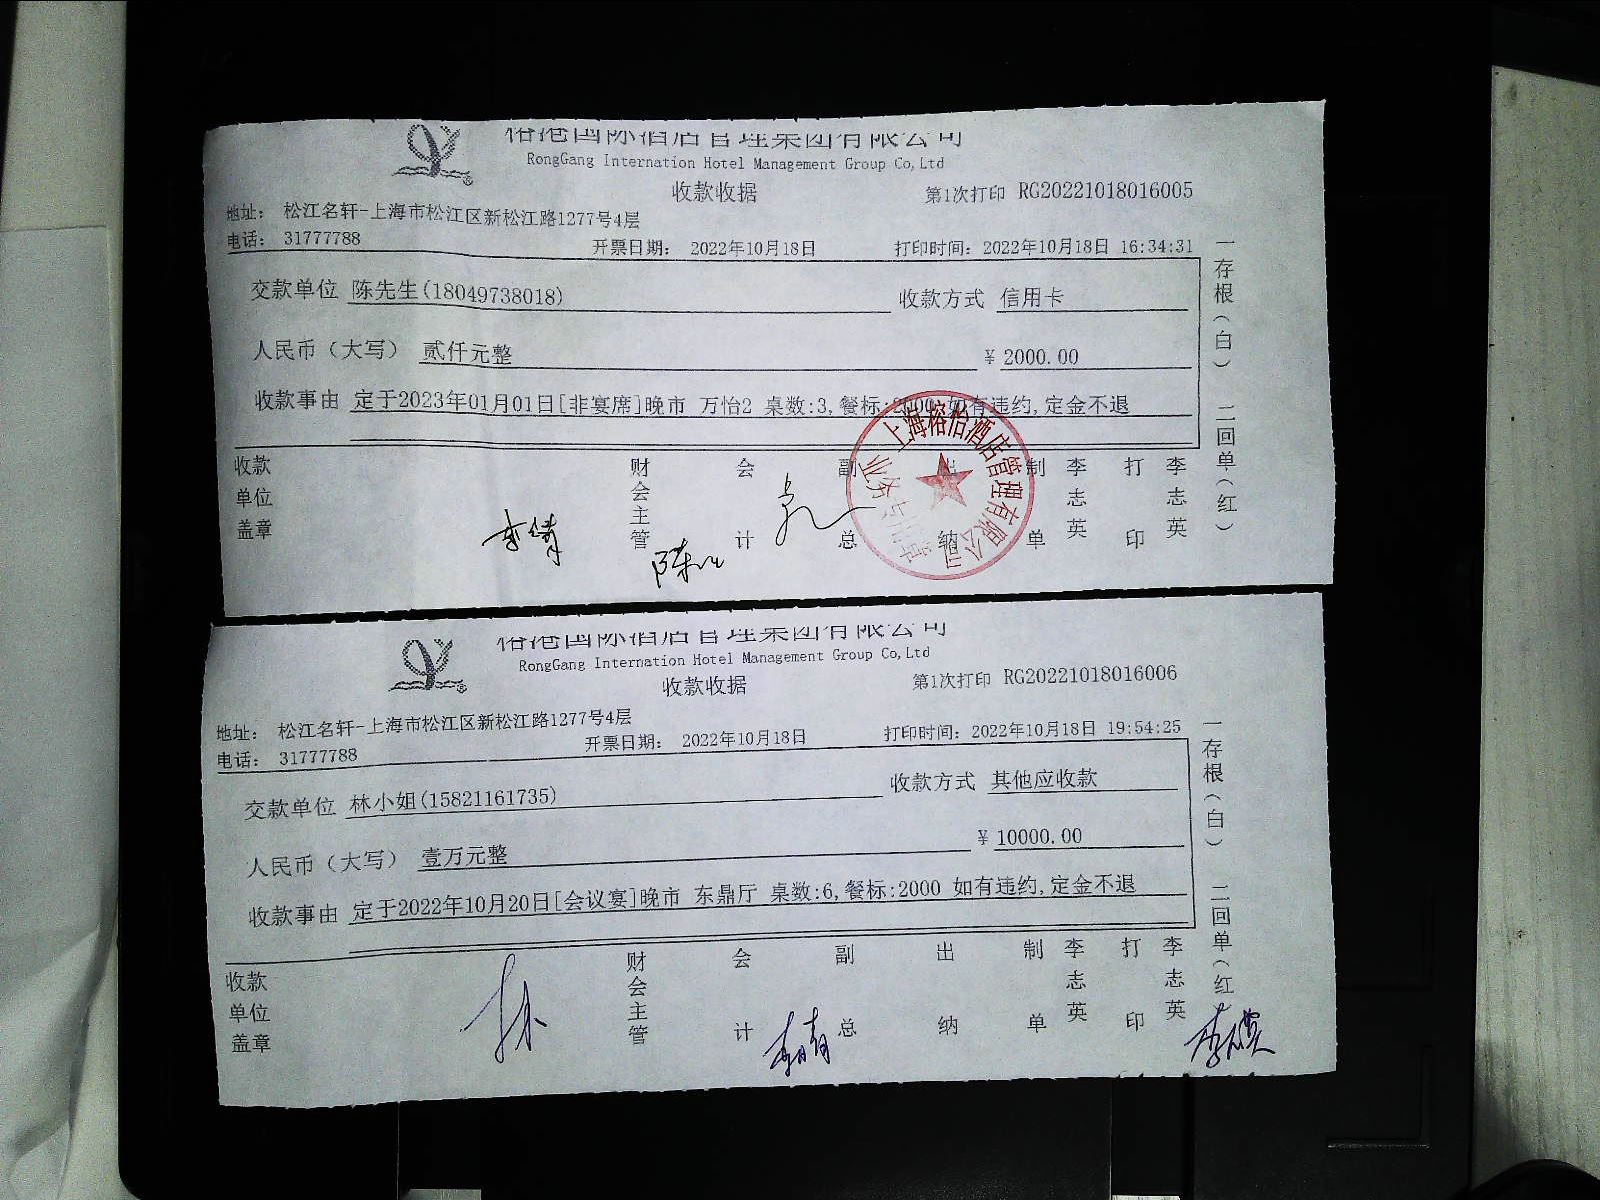 榕港国际酒店管理集团有限公司
RongGang Internation Hotel Management Group Co,Ltd
收款收据
第1次打印 RG20221018016005
地址： 松江名轩-上海市松江区新松江路1277号4层
电话： 31777788
开票日期： 2022年10月18日
打印时间：2022年10月18日 16:34:31
交款单位 陈先生(18049738018)
收款方式 信用卡
人民币（大写） 贰仟元整
￥ 2000.00
收款事由 定于2023年01月01日[非宴席]晚市 万怡2 桌数:3,餐标:2000 如有违约,定金不退
收款单位盖章
财会主管
会计
副总
出纳
制单
李志英
打印
李志英
一存根（白） 二回单（红）
上海榕怡酒店管理有限公司
榕港国际酒店管理集团有限公司
RongGang Internation Hotel Management Group Co,Ltd
收款收据
第1次打印 RG20221018016006
地址： 松江名轩-上海市松江区新松江路1277号4层
电话： 31777788
开票日期： 2022年10月18日
打印时间：2022年10月18日 19:54:25
交款单位 林小姐(15821161735)
收款方式 其他应收款
人民币（大写） 壹万元整
￥ 10000.00
收款事由 定于2022年10月20日[会议宴]晚市 东鼎厅 桌数:6,餐标:2000 如有违约,定金不退
收款单位盖章
财会主管
会计
副总
出纳
制单
李志英
打印
李志英
一存根（白） 二回单（红）